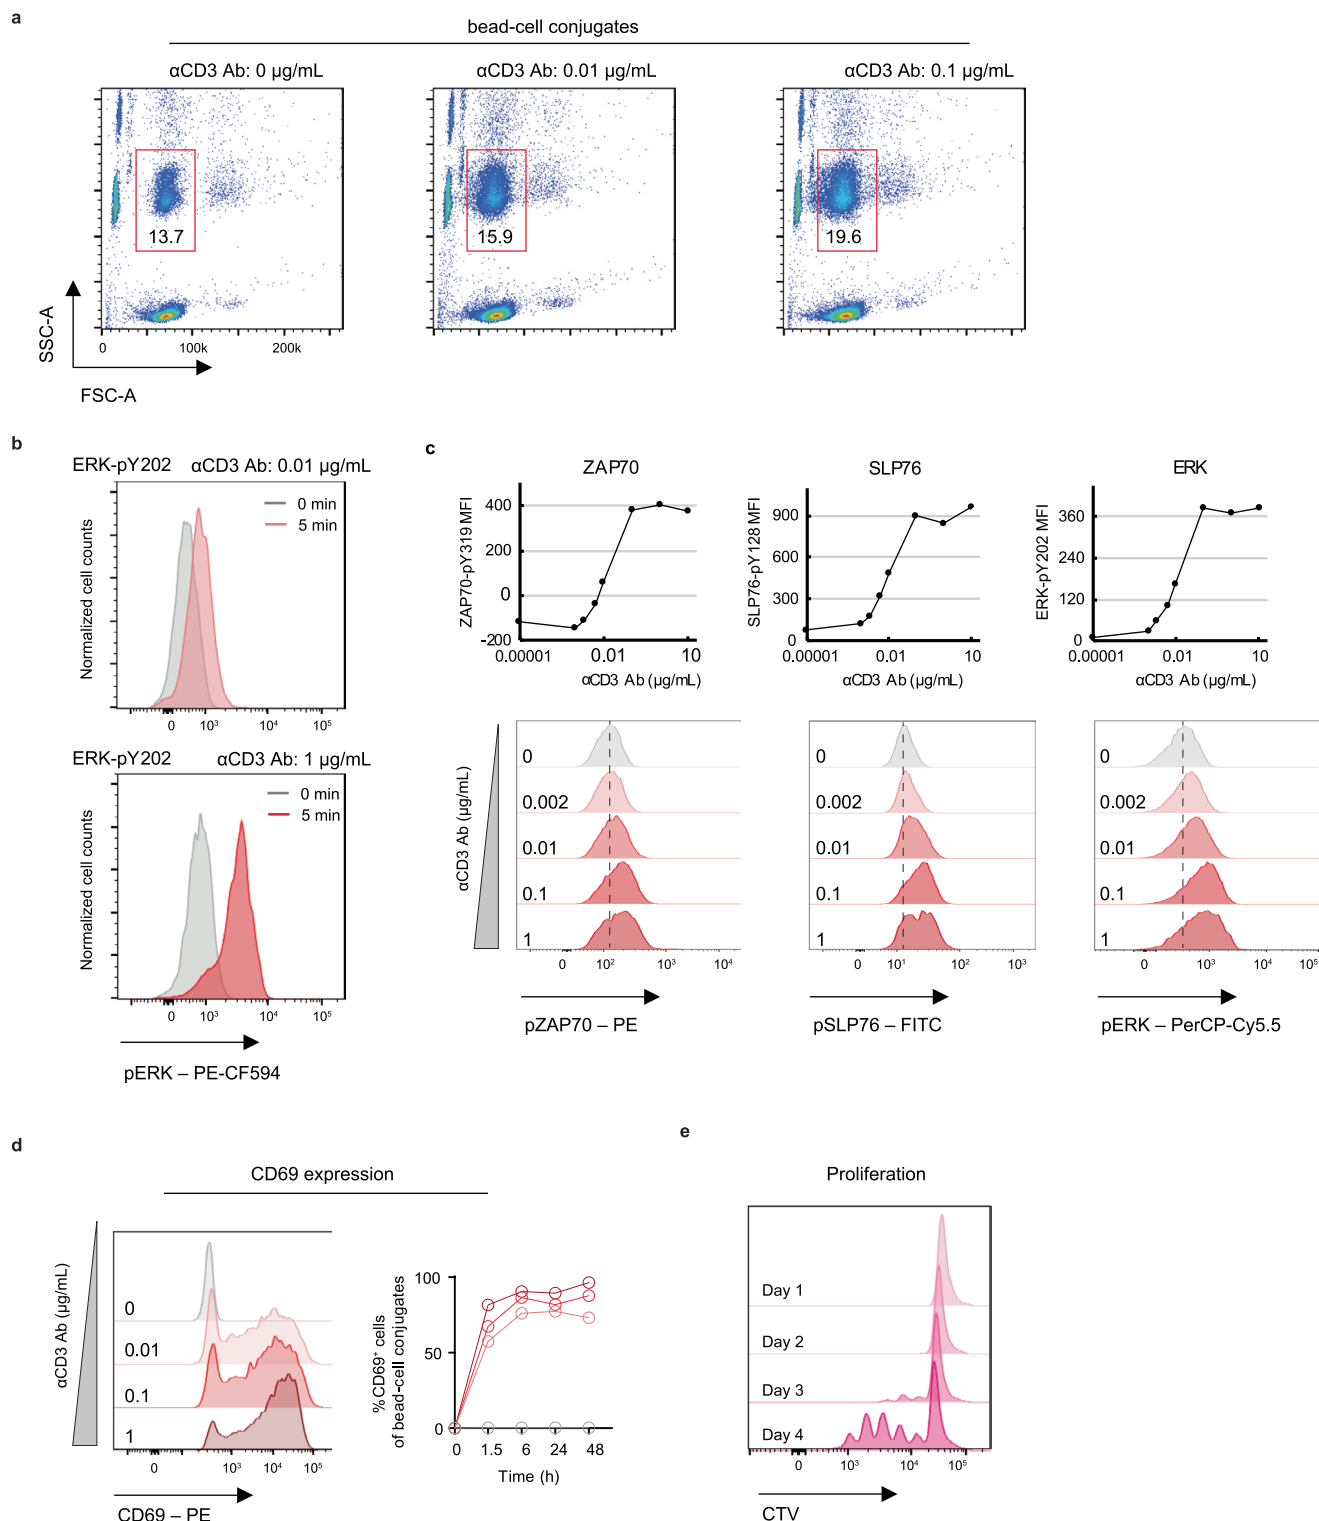 a
bead-cell conjugates
αCD3 Ab: 0 µg/mL αCD3 Ab: 0.01 µg/mL αCD3 Ab: 0.1 µg/mL
13.7 15.9 19.6
SSC-A
0 100k 200k
FSC-A
b
ERK-pY202 αCD3 Ab: 0.01 µg/mL
0 min
5 min
Normalized cell counts
0 10³ 10⁴ 10⁵
ERK-pY202 αCD3 Ab: 1 µg/mL
0 min
5 min
Normalized cell counts
0 10³ 10⁴ 10⁵
pERK – PE-CF594
c
ZAP70 SLP76 ERK
ZAP70-pY319 MFI
400
200
0
-200
0.00001 0.01 10
αCD3 Ab (µg/mL)
SLP76-pY128 MFI
900
600
300
0
0.00001 0.01 10
αCD3 Ab (µg/mL)
ERK-pY202 MFI
360
240
120
0
0.00001 0.01 10
αCD3 Ab (µg/mL)
αCD3 Ab (µg/mL)
0 0 0
0.002 0.002 0.002
0.01 0.01 0.01
0.1 0.1 0.1
1 1 1
0 10² 10³ 10⁴
0 10¹ 10² 10³
0 10³ 10⁴ 10⁵
pZAP70 – PE pSLP76 – FITC pERK – PerCP-Cy5.5
d
CD69 expression
αCD3 Ab (µg/mL)
0
0.01
0.1
1
0 10³ 10⁴ 10⁵
CD69 – PE
%CD69⁺ cells
of bead-cell conjugates
100
50
0
0 1.5 6 24 48
Time (h)
e
Proliferation
Day 1
Day 2
Day 3
Day 4
0 10³ 10⁴ 10⁵
CTV